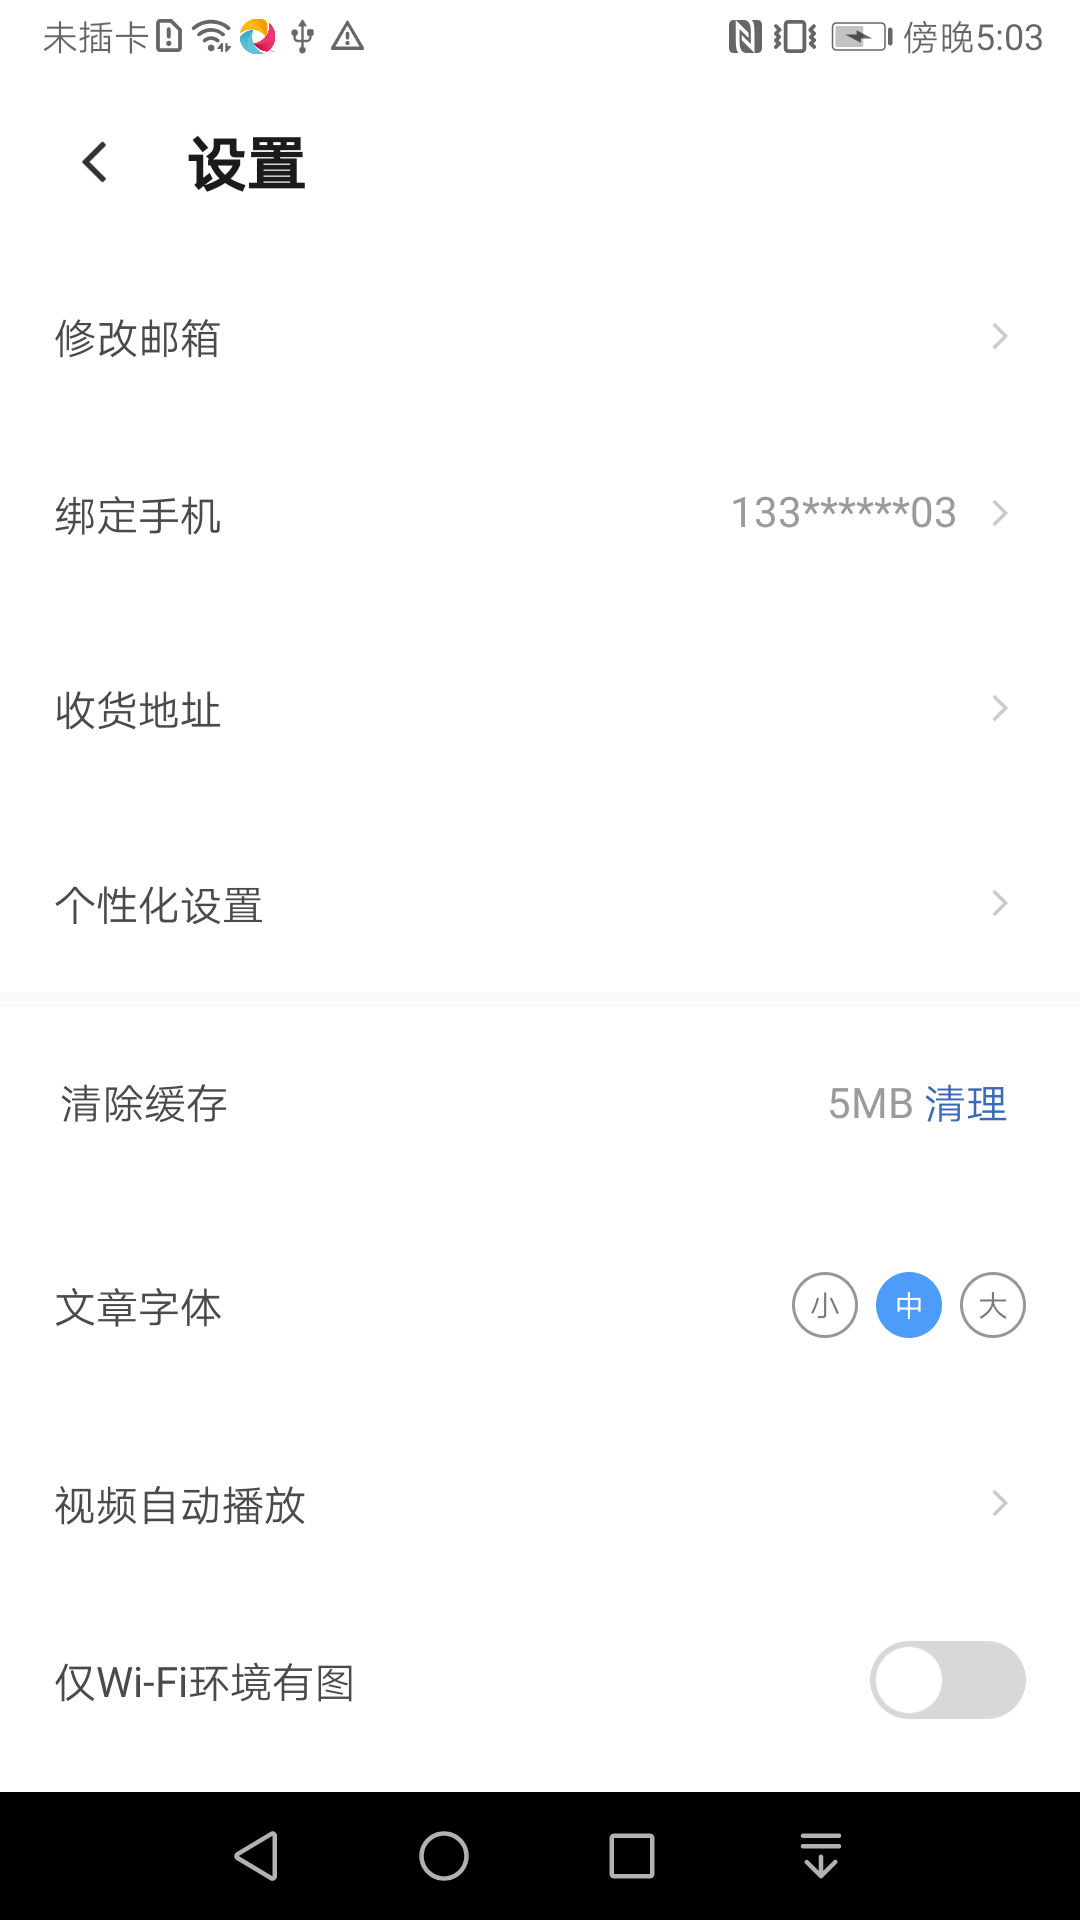 未插卡 傍晚5:03
设置
修改邮箱
绑定手机 133******03
收货地址
个性化设置
清除缓存 5MB 清理
文章字体 小 中 大
视频自动播放
仅Wi-Fi环境有图